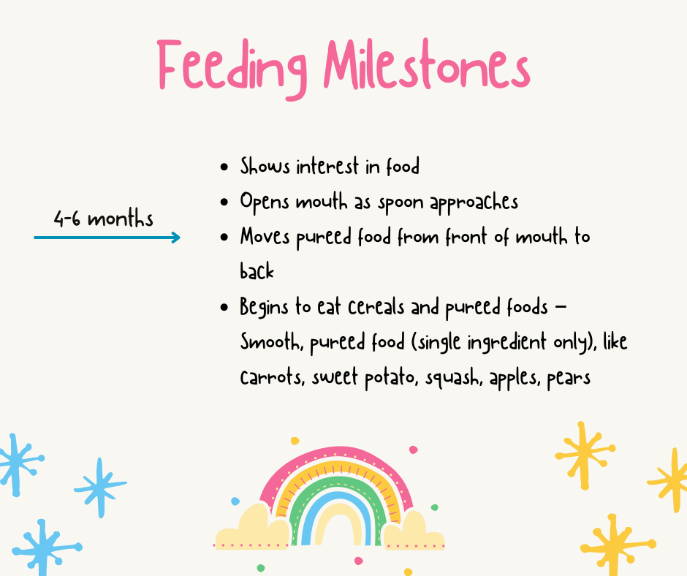 Feeding Milestones
4-6 months
• Shows interest in food
• Opens mouth as spoon approaches
• Moves pureed food from front of mouth to
back
• Begins to eat cereals and pureed foods –
Smooth, pureed food (single ingredient only), like
carrots, sweet potato, squash, apples, pears